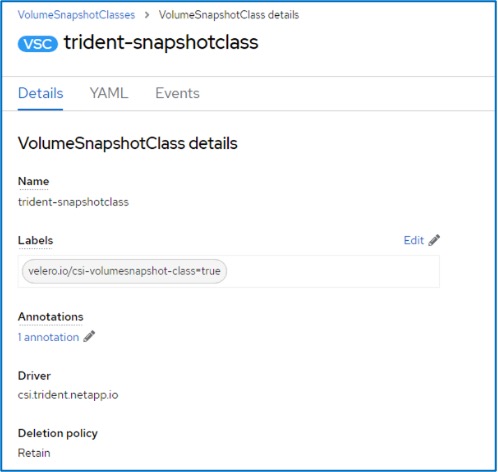 VolumeSnapshotClasses > VolumeSnapshotClass details
VSC trident-snapshotclass
Details YAML Events
VolumeSnapshotClass details
Name
trident-snapshotclass
Labels Edit
velero.io/csi-volumesnapshot-class=true
Annotations
1 annotation
Driver
csi.trident.netapp.io
Deletion policy
Retain